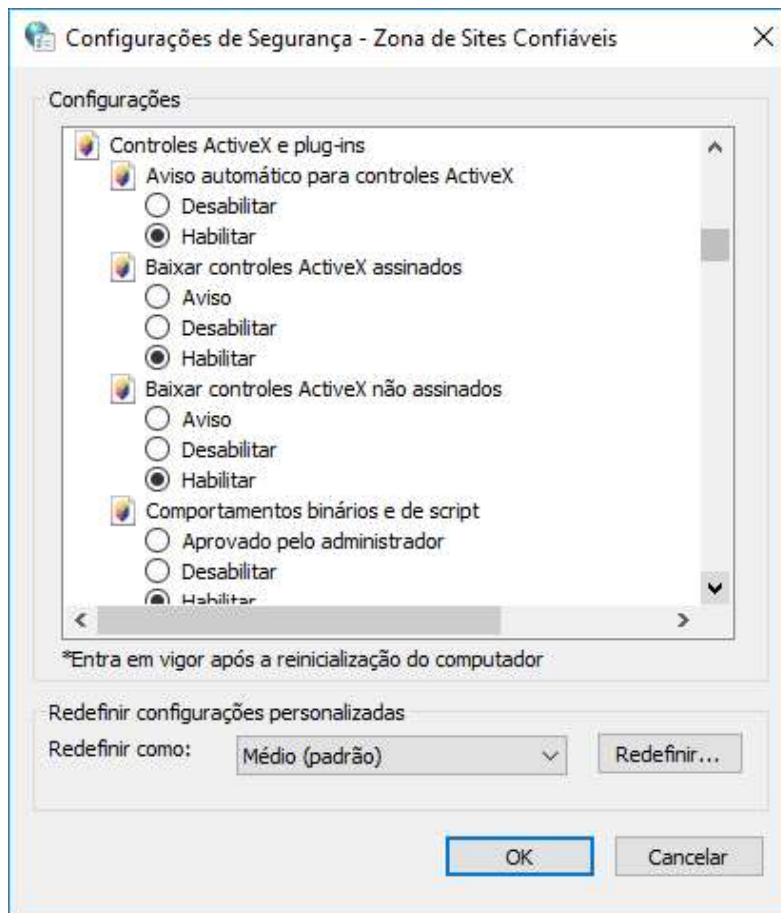 Configurações de Segurança - Zona de Sites Confiáveis
Configurações
Controles ActiveX e plug-ins
Aviso automático para controles ActiveX
Desabilitar
Habilitar
Baixar controles ActiveX assinados
Aviso
Desabilitar
Habilitar
Baixar controles ActiveX não assinados
Aviso
Desabilitar
Habilitar
Comportamentos binários e de script
Aprovado pelo administrador
Desabilitar
Habilitar
*Entra em vigor após a reinicialização do computador
Redefinir configurações personalizadas
Redefinir como: Médio (padrão) Redefinir...
OK Cancelar